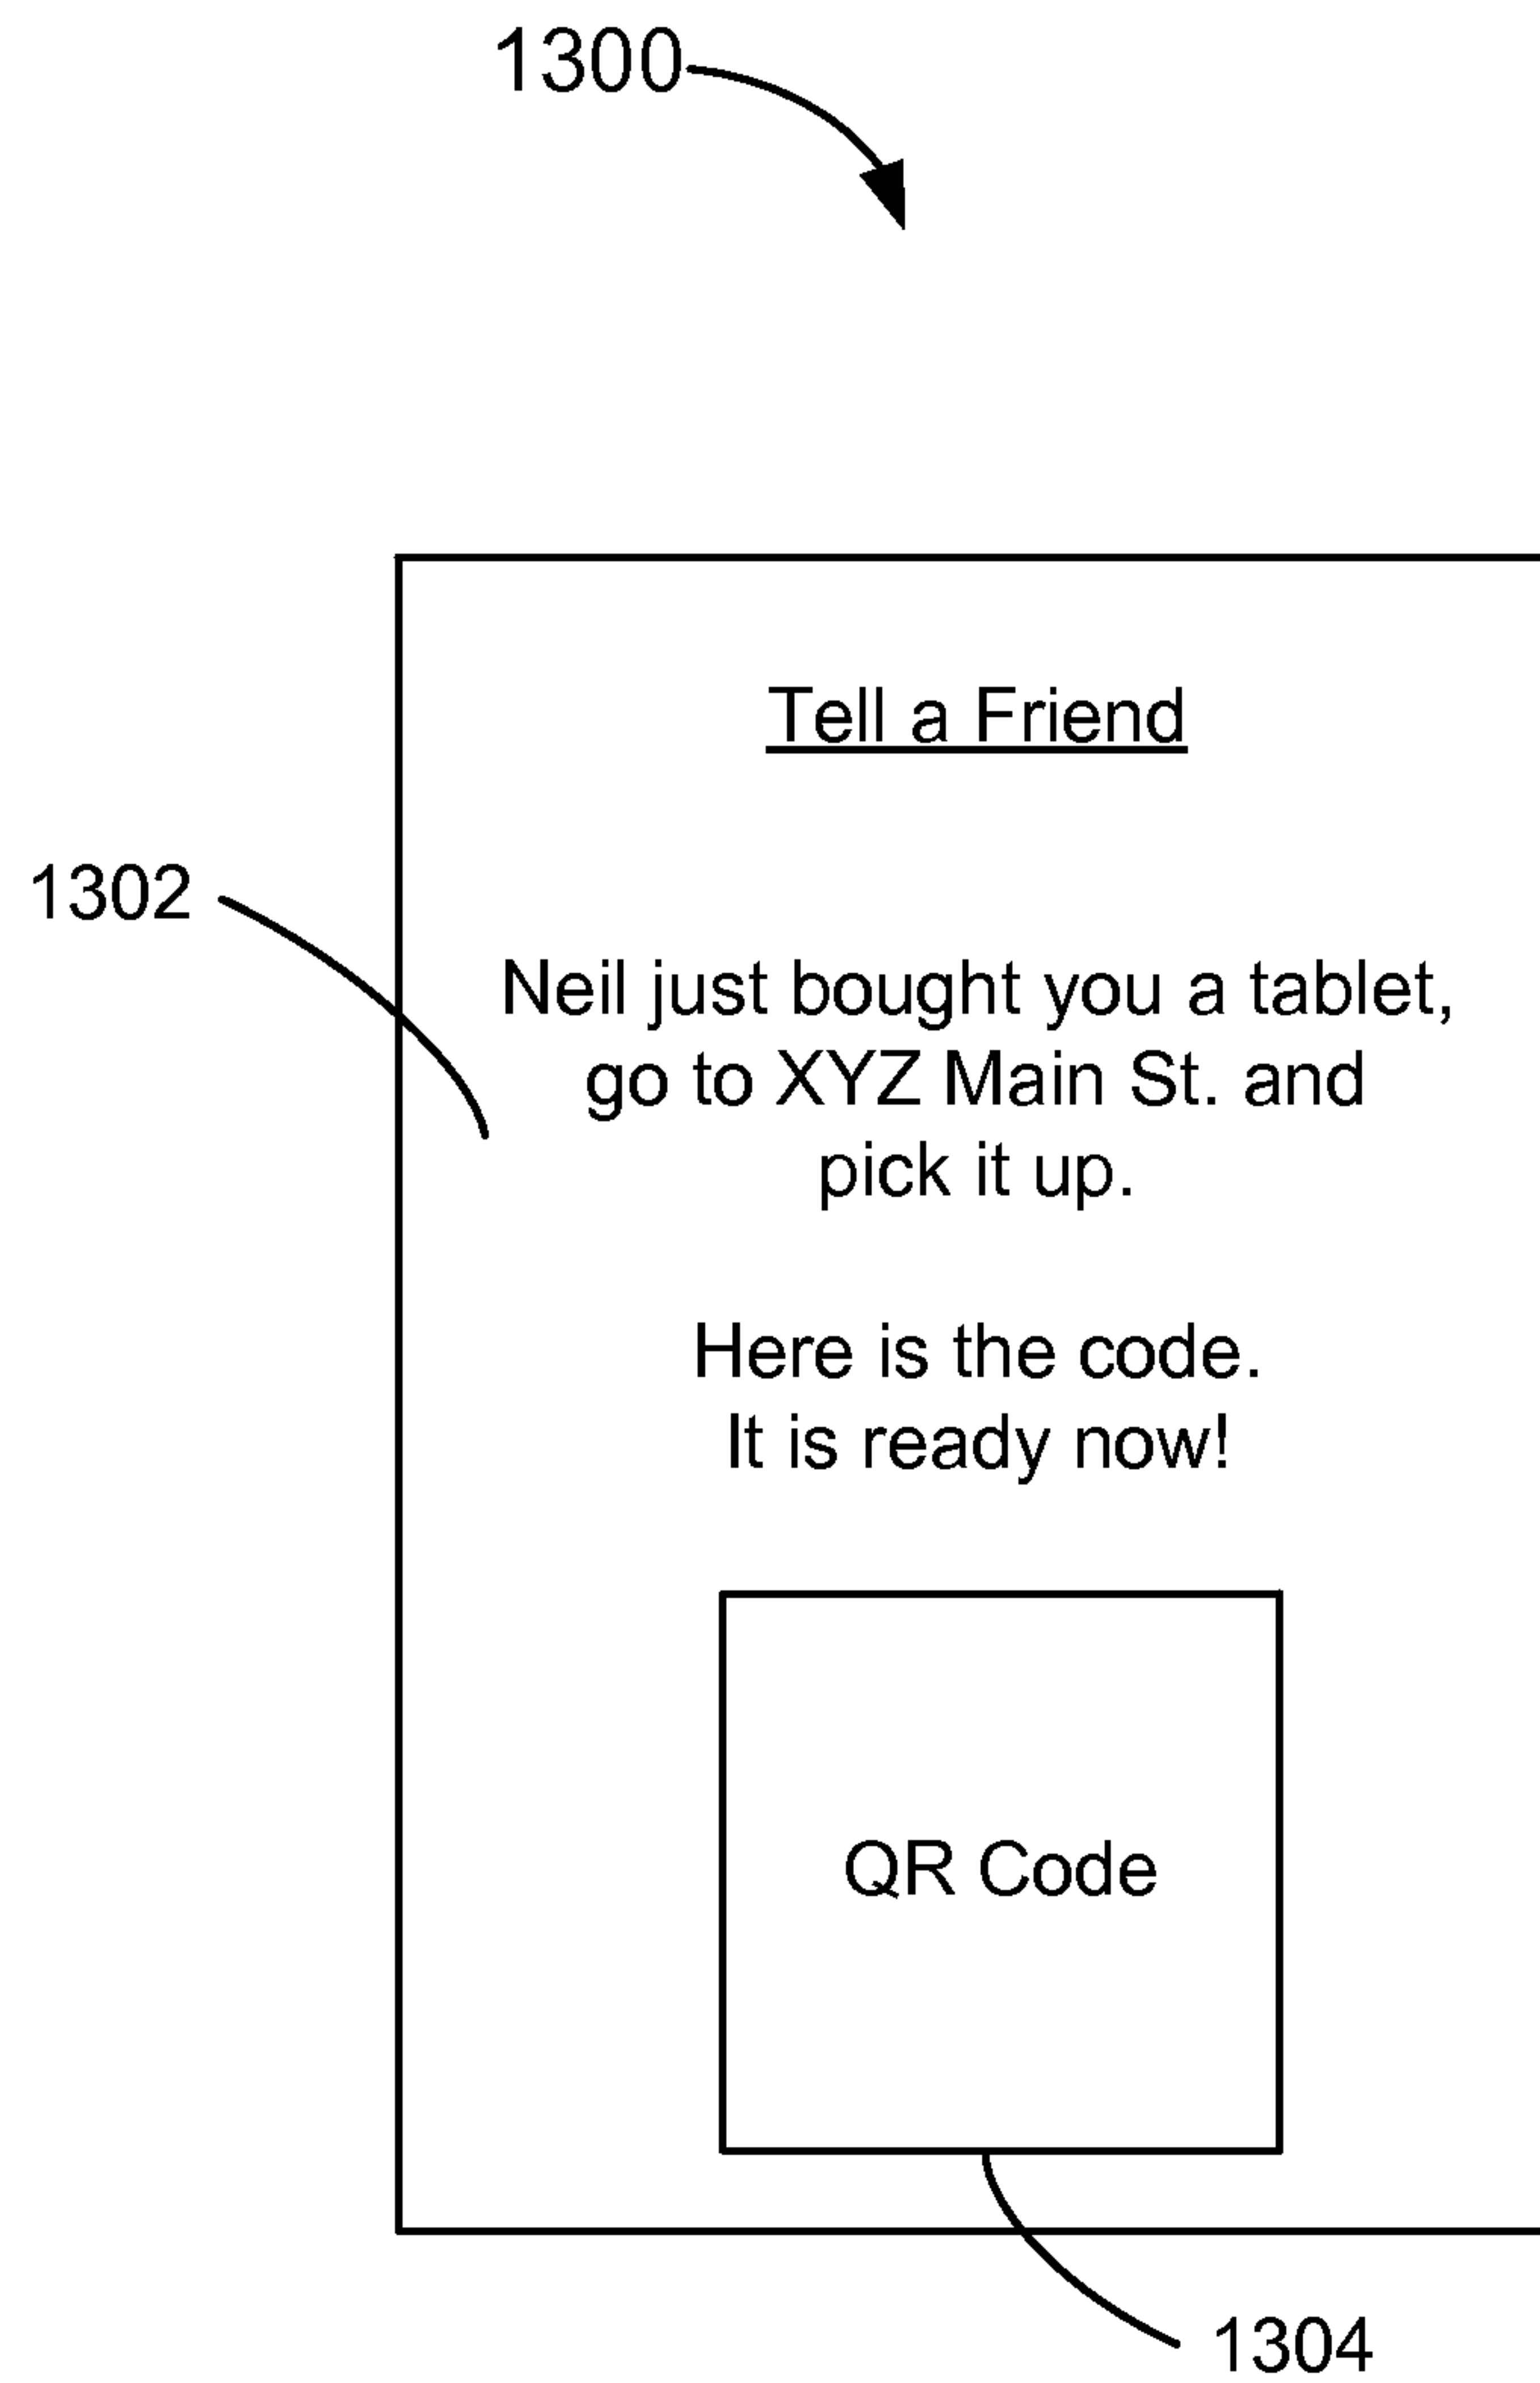 1300
Tell a Friend
1302
Neil just bought you a tablet,
go to XYZ Main St. and
pick it up.
Here is the code.
It is ready now!
QR Code
1304